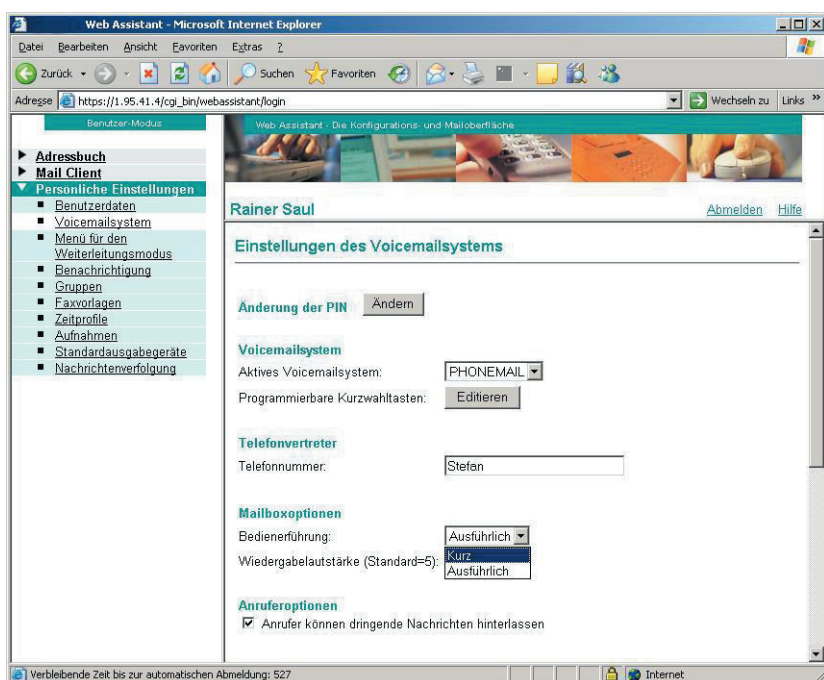 Web Assistant - Microsoft Internet Explorer
Datei Bearbeiten Ansicht Favoriten Extras ?
Zurück Suchen Favoriten
Adresse https://1.95.41.4/cgi_bin/webassistant/login Wechseln zu Links »
Benutzer-Modus
Web Assistant - Die Konfigurations- und Mailoberfläche
Adressbuch
Mail Client
Persönliche Einstellungen
Benutzerdaten
Voicemailsystem
Menü für den
Weiterleitungsmodus
Benachrichtigung
Gruppen
Faxvorlagen
Zeitprofile
Aufnahmen
Standardausgabegeräte
Nachrichtenverfolgung
Rainer Saul Abmelden Hilfe
Einstellungen des Voicemailsystems
Änderung der PIN Ändern
Voicemailsystem
Aktives Voicemailsystem: PHONEMAIL
Programmierbare Kurzwahltasten: Editieren
Telefonvertreter
Telefonnummer: Stefan
Mailboxoptionen
Bedienerführung: Ausführlich
Kurz
Wiedergabelautstärke (Standard=5):
Ausführlich
Anruferoptionen
Anrufer können dringende Nachrichten hinterlassen
Verbleibende Zeit bis zur automatischen Abmeldung: 527 Internet